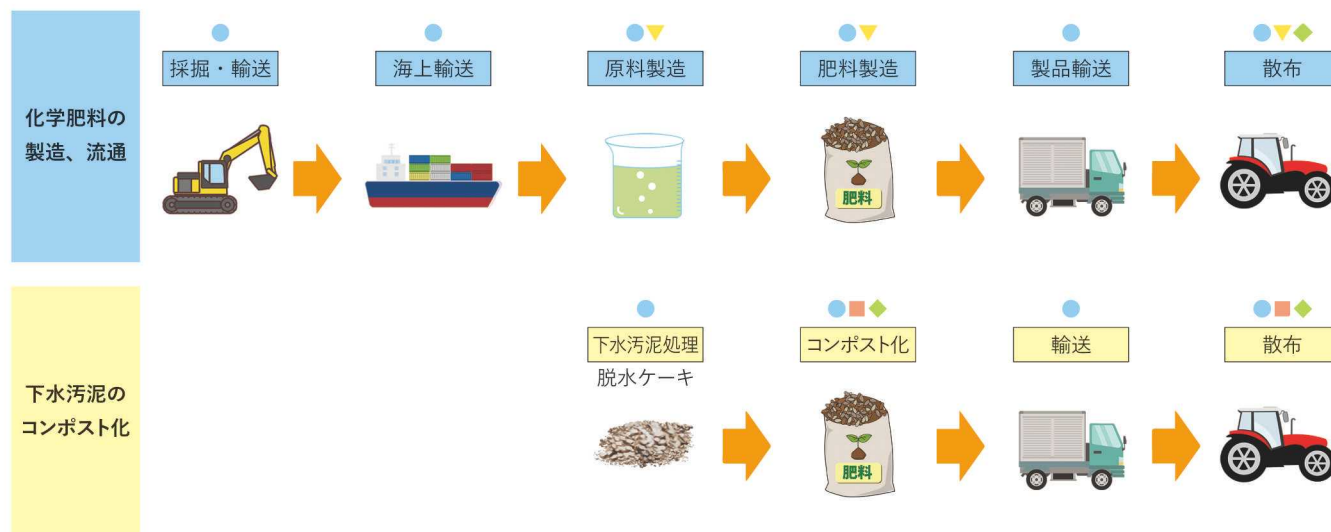 採掘・輸送
海上輸送
原料製造
肥料製造
製品輸送
散布
化学肥料の
製造、流通
肥料
下水汚泥処理
脱水ケーキ
コンポスト化
輸送
散布
下水汚泥の
コンポスト化
肥料